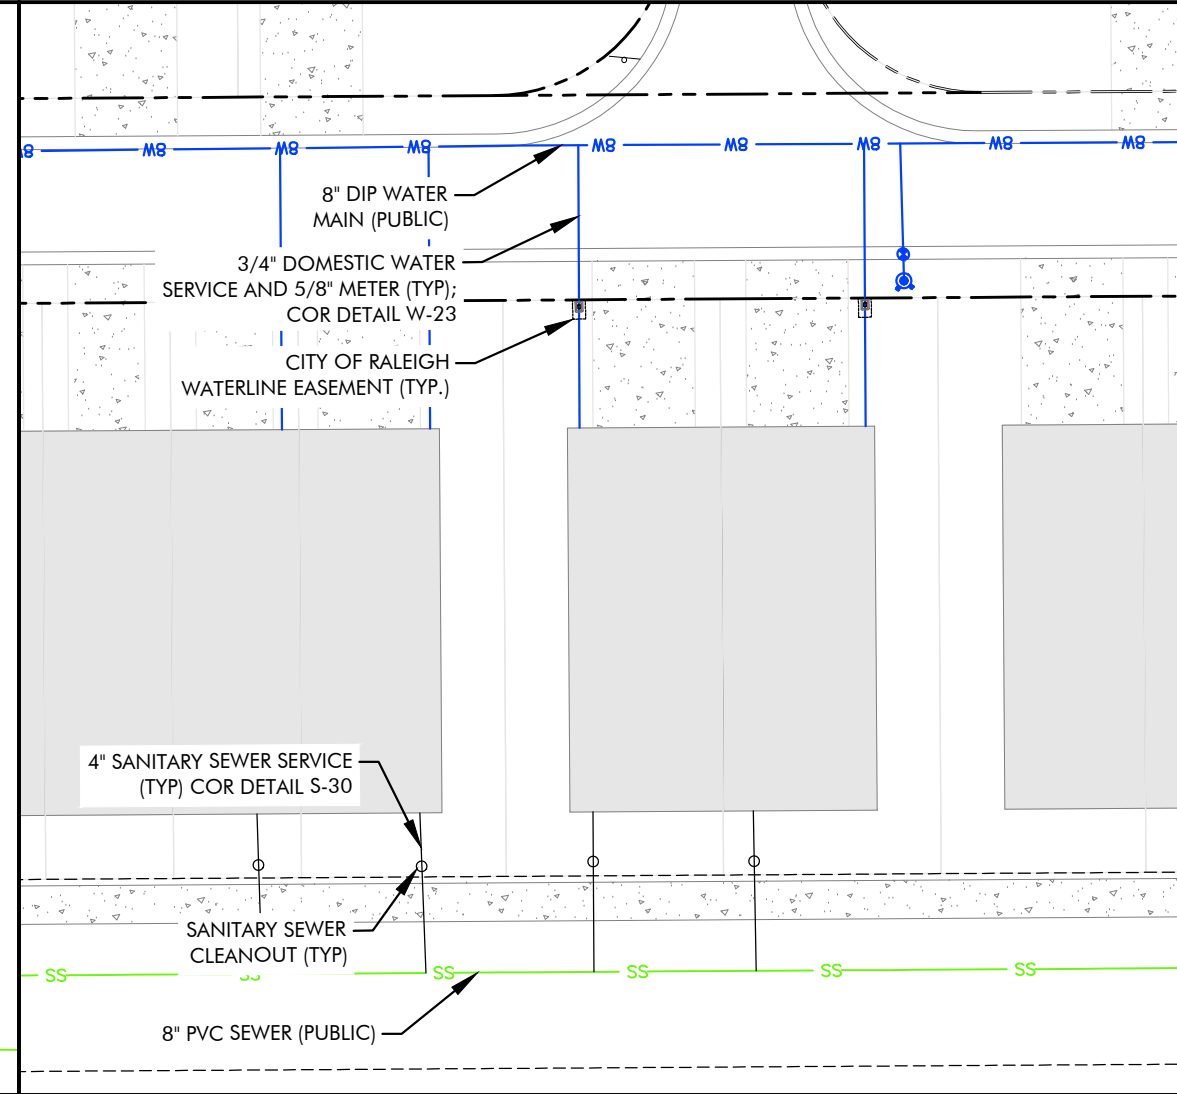 8W 8W 8W 8W 8W 8W 8W 8W 8W
8" DIP WATER
MAIN (PUBLIC)
3/4" DOMESTIC WATER
SERVICE AND 5/8" METER (TYP);
COR DETAIL W-23
CITY OF RALEIGH
WATERLINE EASEMENT (TYP.)
4" SANITARY SEWER SERVICE
(TYP) COR DETAIL S-30
SANITARY SEWER
CLEANOUT (TYP)
SS SS SS SS SS SS
8" PVC SEWER (PUBLIC)